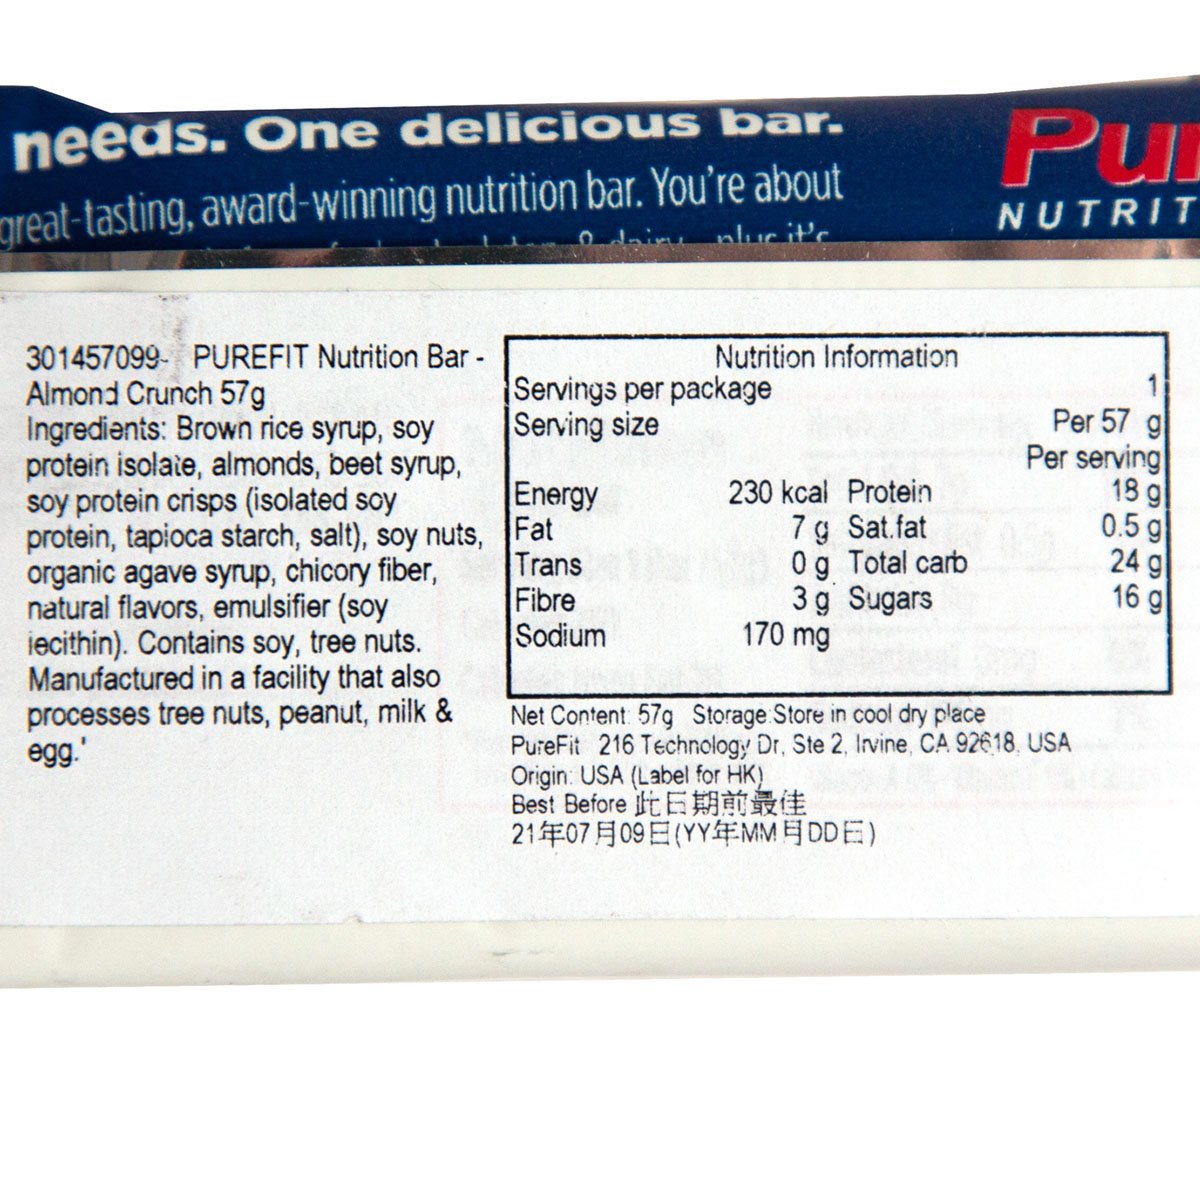 needs. One delicious bar.
great-tasting, award-winning nutrition bar. You're about
& dairy plus it's
Pur
NUTRIT
301457099- PUREFIT Nutrition Bar -
Almond Crunch 57g
Ingredients: Brown rice syrup, soy
protein isolate, almonds, beet syrup,
soy protein crisps (isolated soy
protein, tapioca starch, salt), soy nuts,
organic agave syrup, chicory fiber,
natural flavors, emulsifier (soy
lecithin). Contains soy, tree nuts.
Manufactured in a facility that also
processes tree nuts, peanut, milk &
egg.'
Nutrition Information
Servings per package 1
Serving size Per 57 g
Per serving
Energy 230 kcal Protein 18 g
Fat 7 g Sat.fat 0.5 g
Trans 0 g Total carb 24 g
Fibre 3 g Sugars 16 g
Sodium 170 mg
Net Content: 57g Storage:Store in cool dry place
PureFit 216 Technology Dr, Ste 2, Irvine, CA 92618, USA
Origin: USA (Label for HK)
Best Before 此日期前最佳
21年07月09日(YY年MM月DD日)